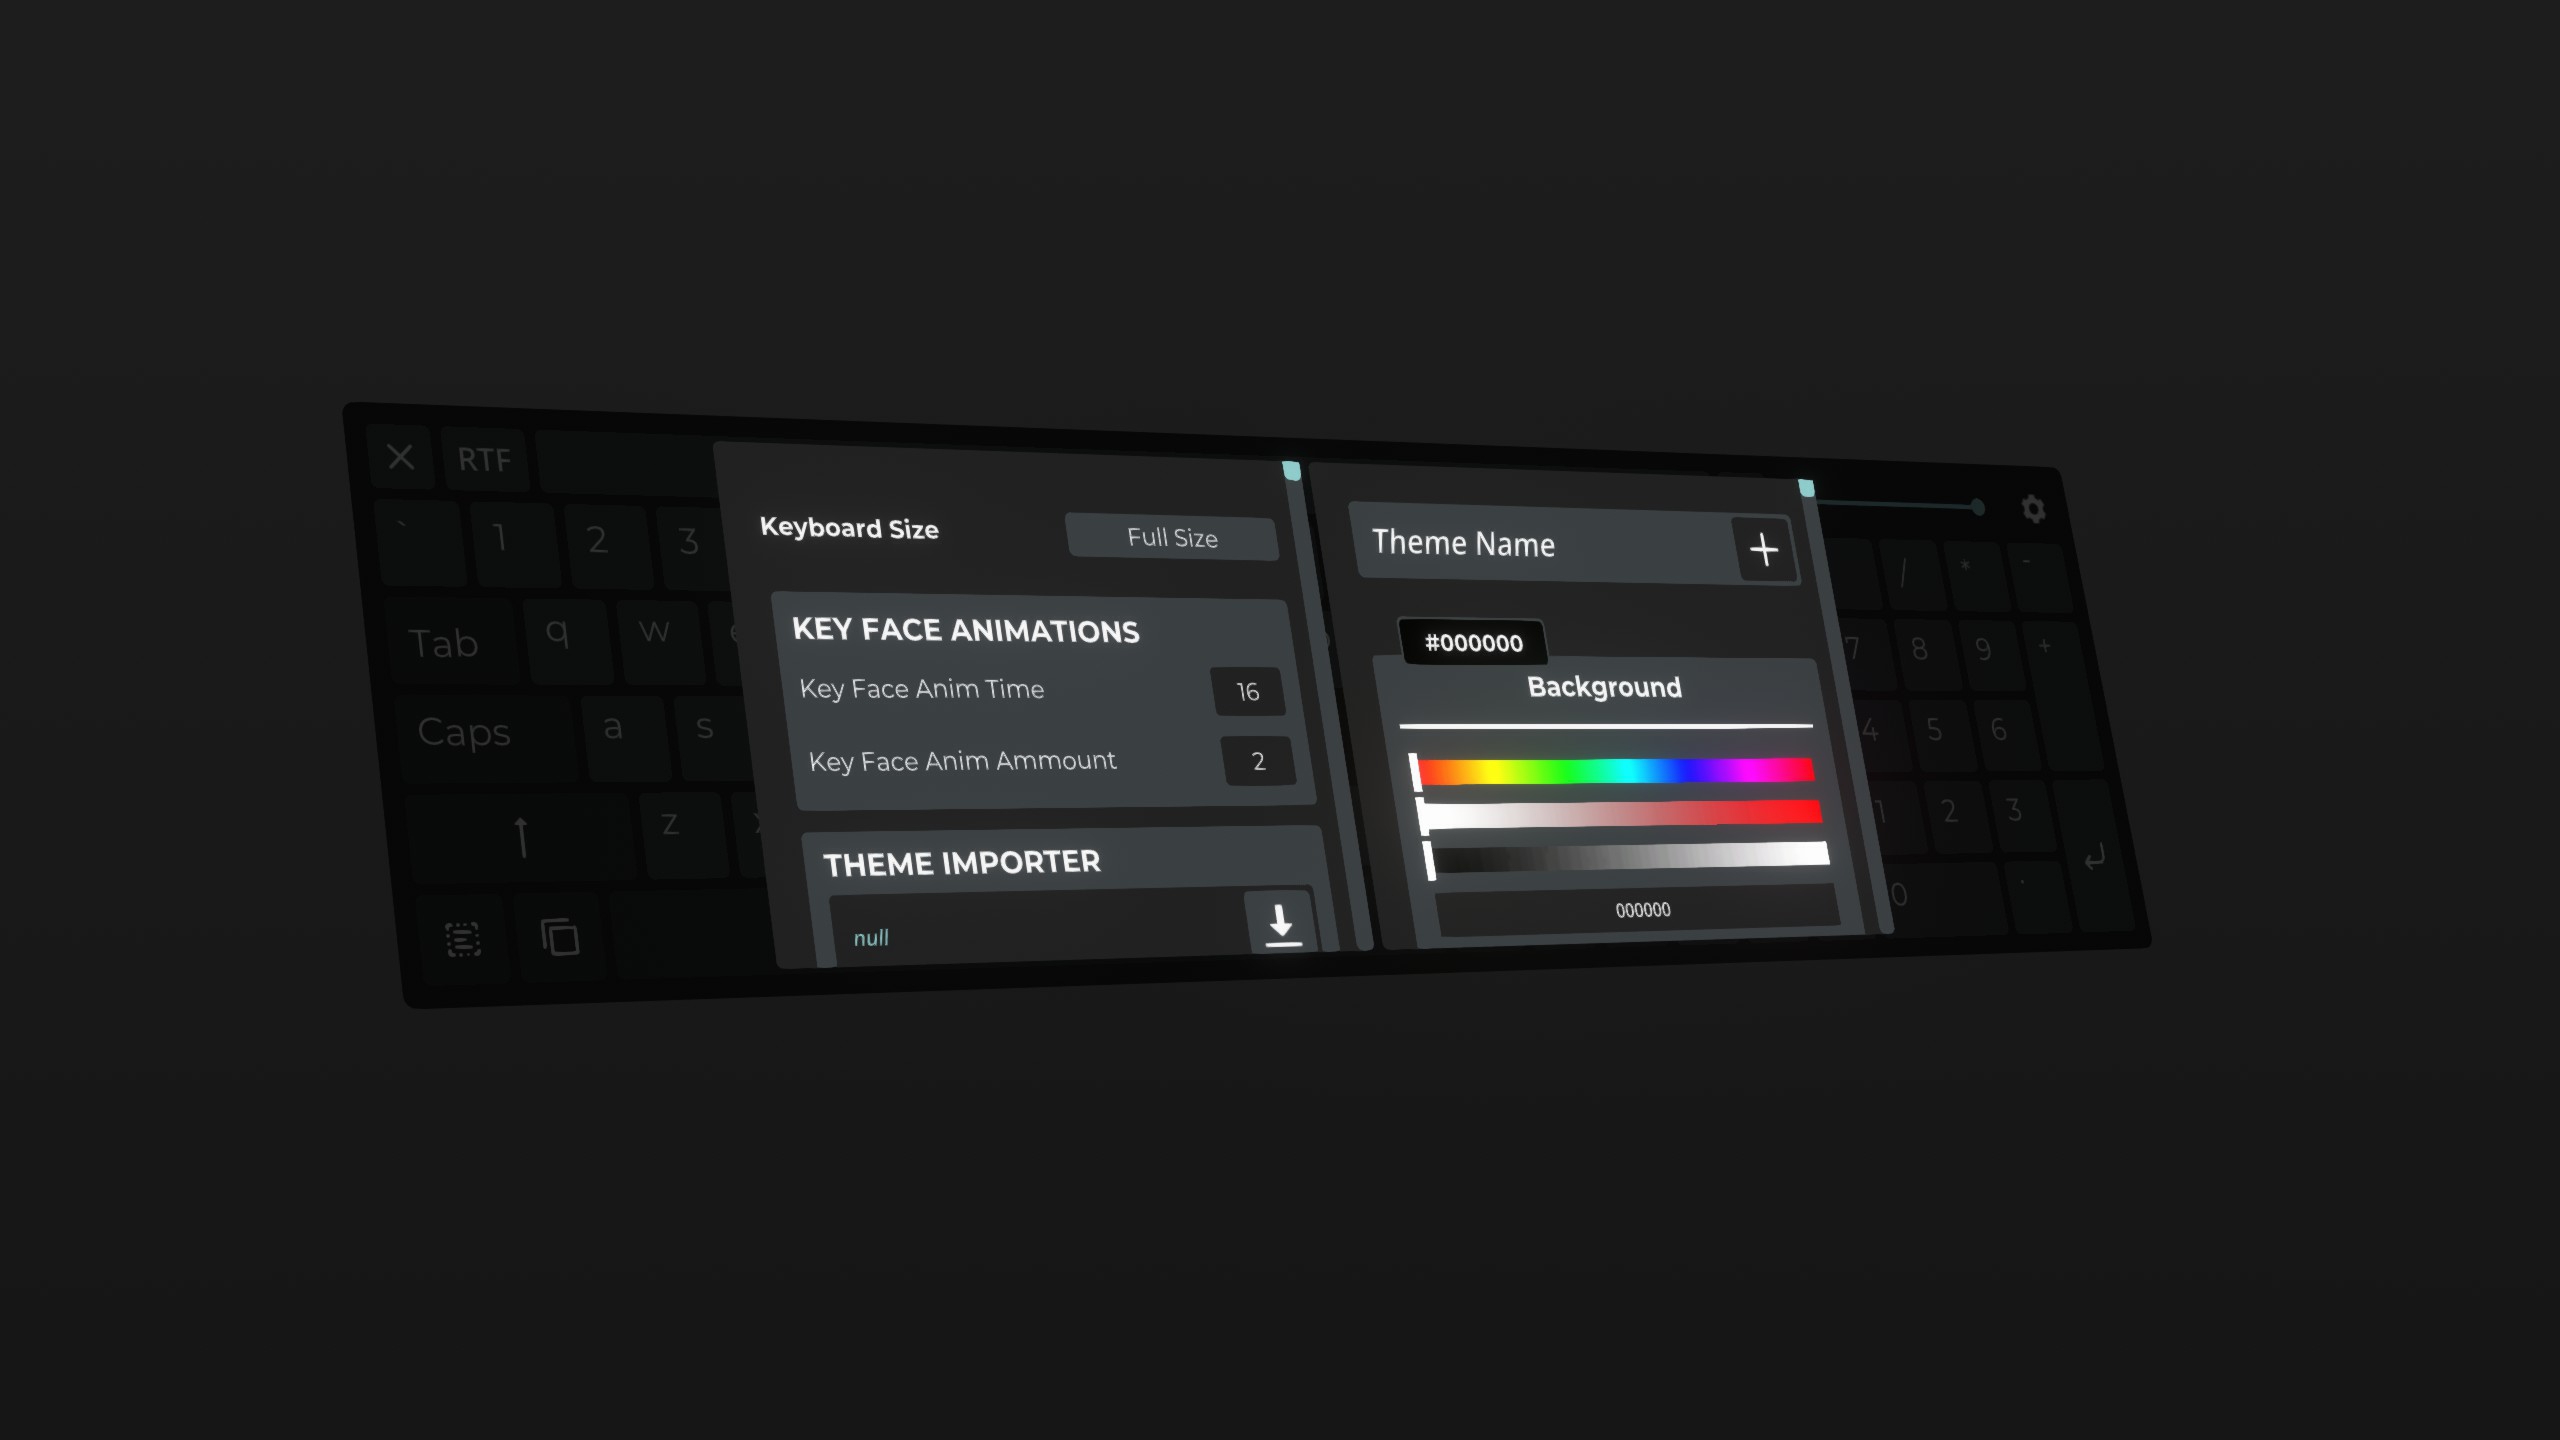 RTF
` 1 2 3
Tab q w
Caps a s
z
Keyboard Size
Full Size
KEY FACE ANIMATIONS
Key Face Anim Time
16
Key Face Anim Ammount
2
THEME IMPORTER
null
Theme Name
+
#000000
Background
000000
/ * -
7 8 9 +
4 5 6
1 2 3
0 .